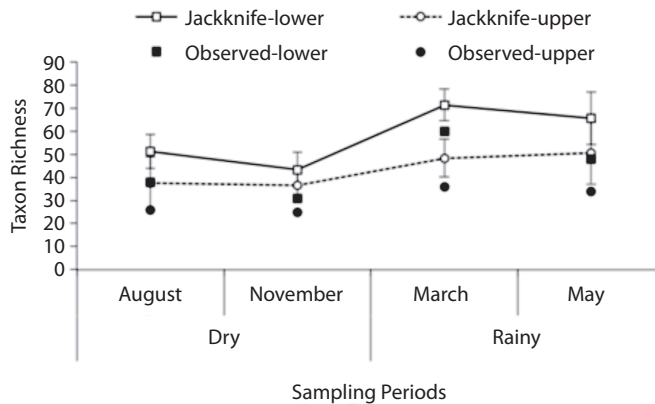 Jackknife-lower Jackknife-upper
Observed-lower Observed-upper
Taxon Richness
90
80
70
60
50
40
30
20
10
0
August November March May
Dry Rainy
Sampling Periods